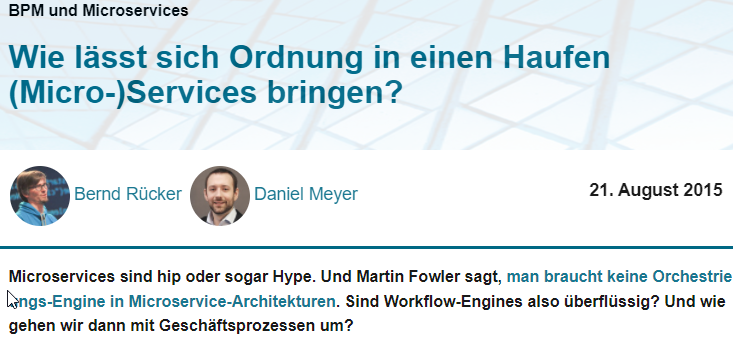 BPM und Microservices
Wie lässt sich Ordnung in einen Haufen
(Micro-)Services bringen?
Bernd Rücker Daniel Meyer 21. August 2015
Microservices sind hip oder sogar Hype. Und Martin Fowler sagt, man braucht keine Orchestrie
ngs-Engine in Microservice-Architekturen. Sind Workflow-Engines also überflüssig? Und wie
gehen wir dann mit Geschäftsprozessen um?